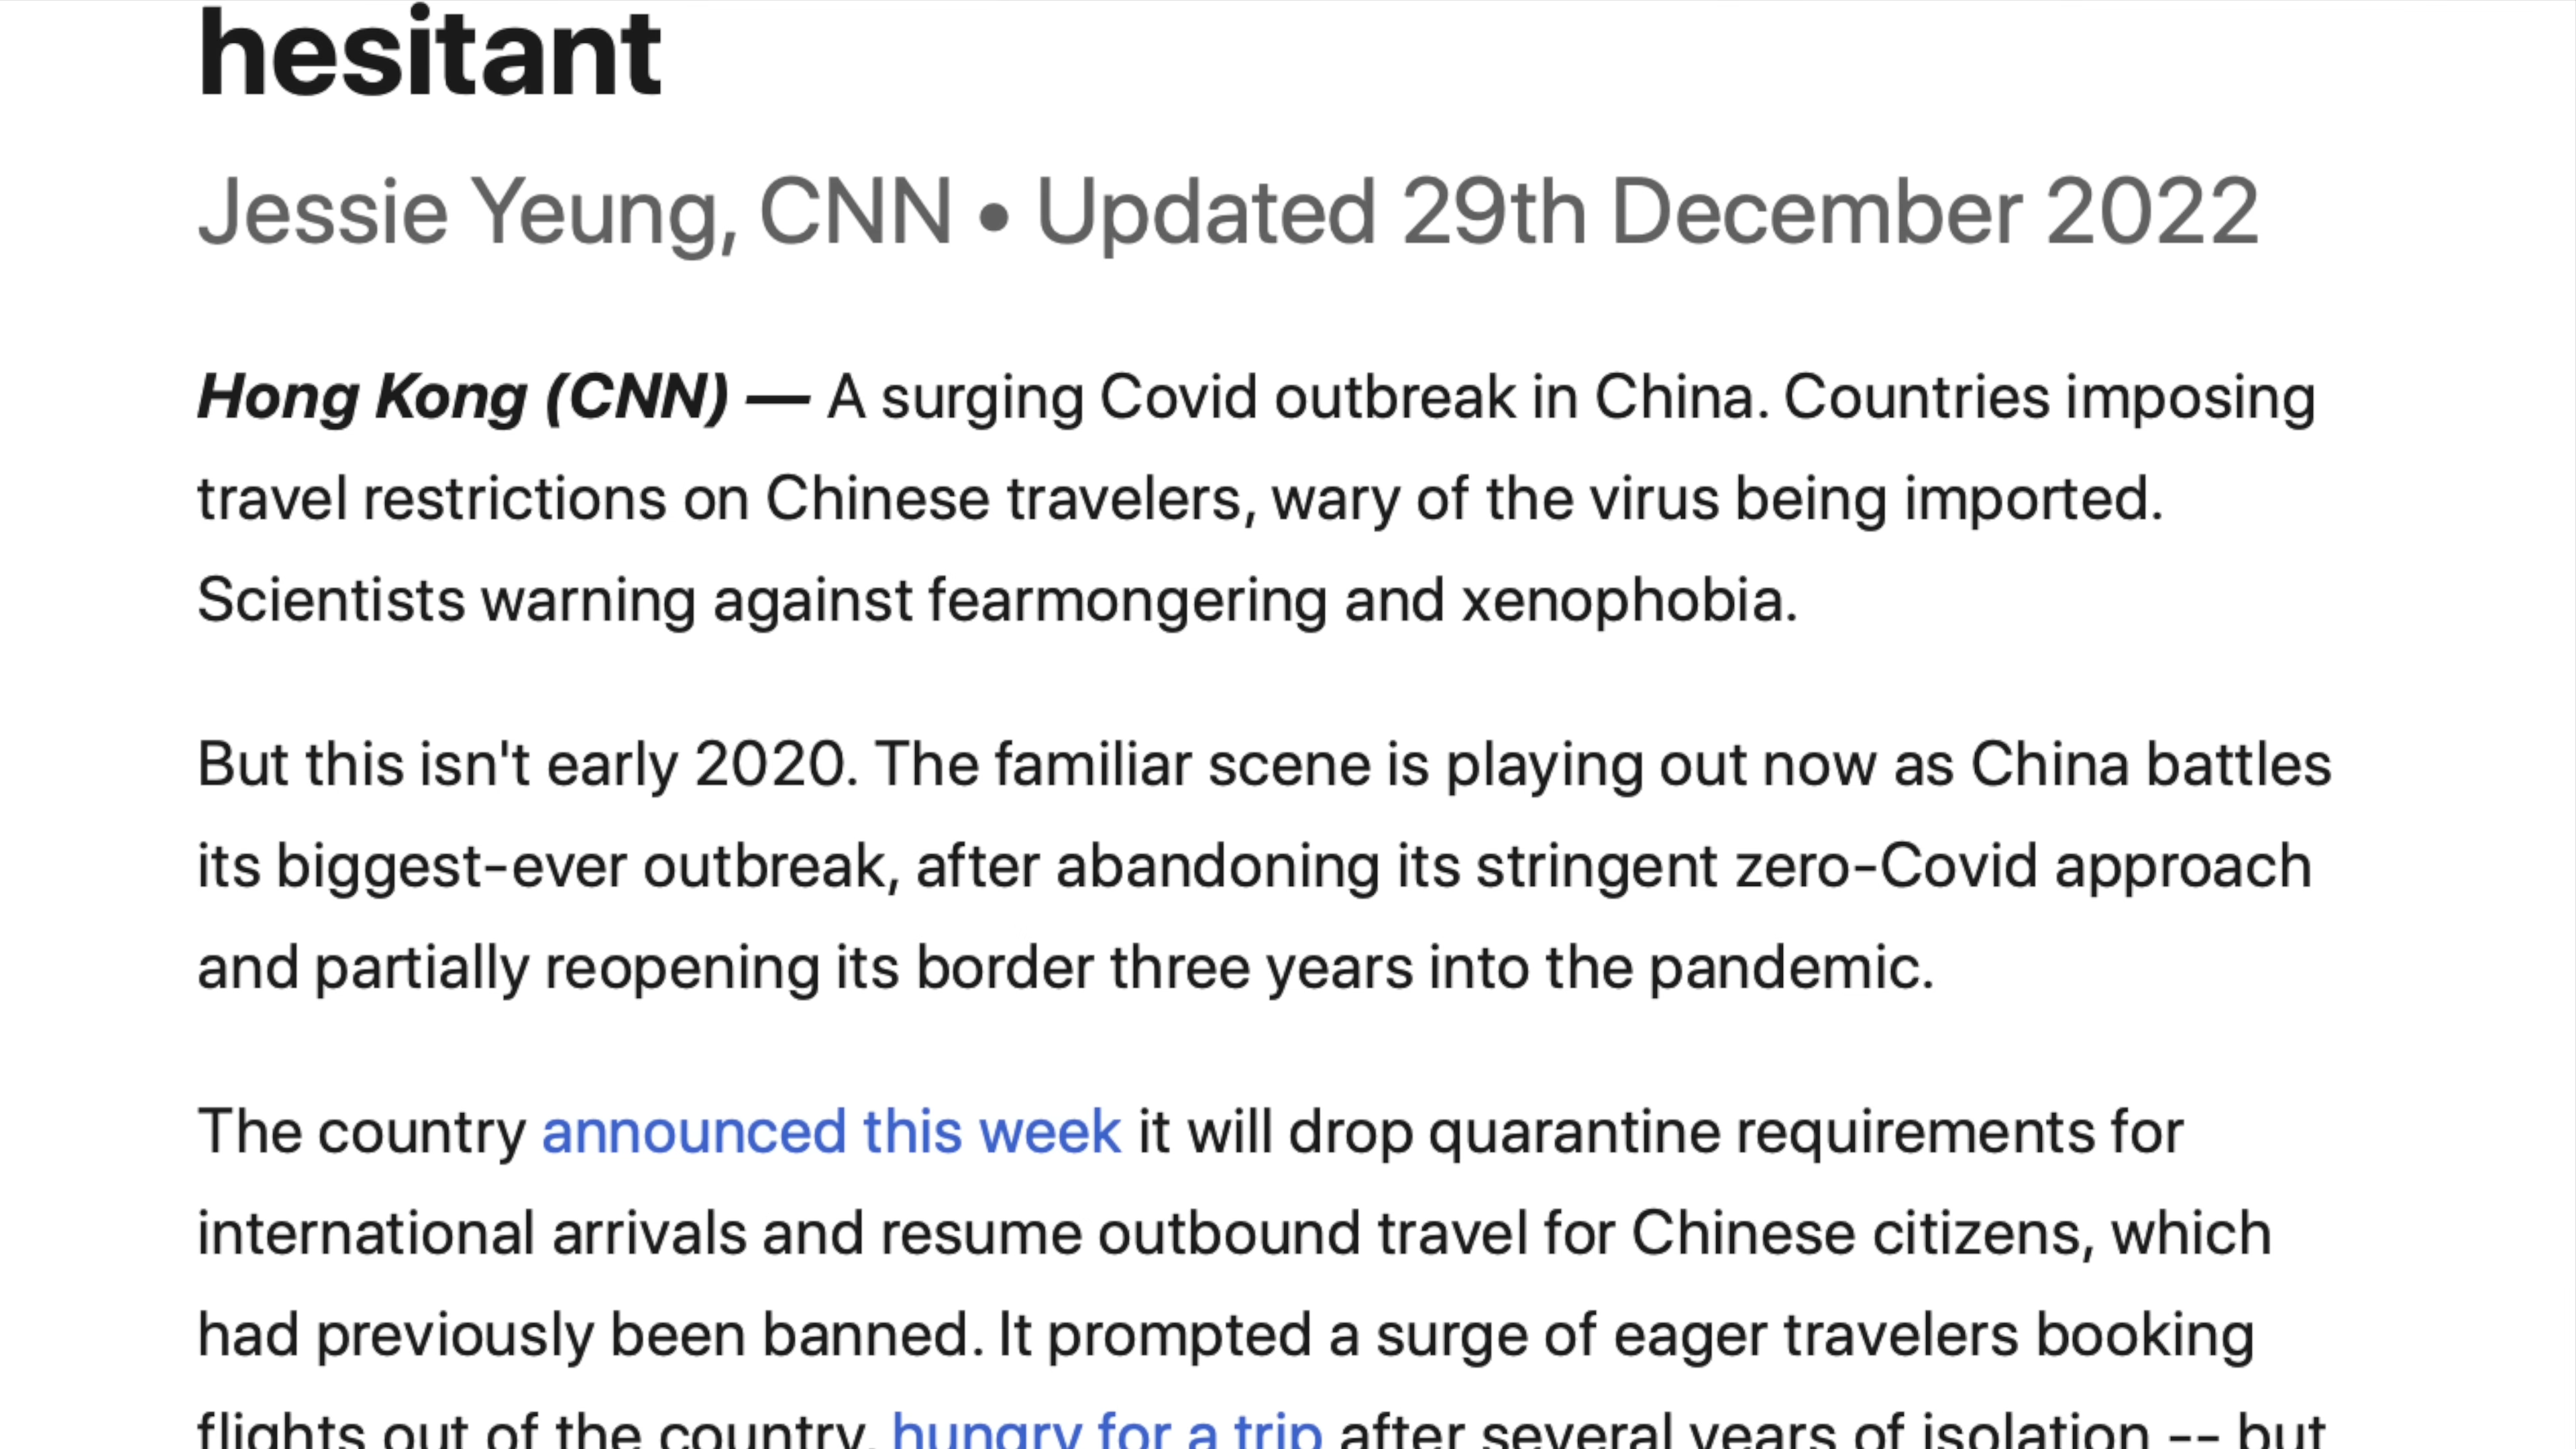 hesitant
Jessie Yeung, CNN • Updated 29th December 2022
Hong Kong (CNN) — A surging Covid outbreak in China. Countries imposing
travel restrictions on Chinese travelers, wary of the virus being imported.
Scientists warning against fearmongering and xenophobia.
But this isn't early 2020. The familiar scene is playing out now as China battles
its biggest-ever outbreak, after abandoning its stringent zero-Covid approach
and partially reopening its border three years into the pandemic.
The country announced this week it will drop quarantine requirements for
international arrivals and resume outbound travel for Chinese citizens, which
had previously been banned. It prompted a surge of eager travelers booking
flights out of the country, hungry for a trip after several years of isolation -- but